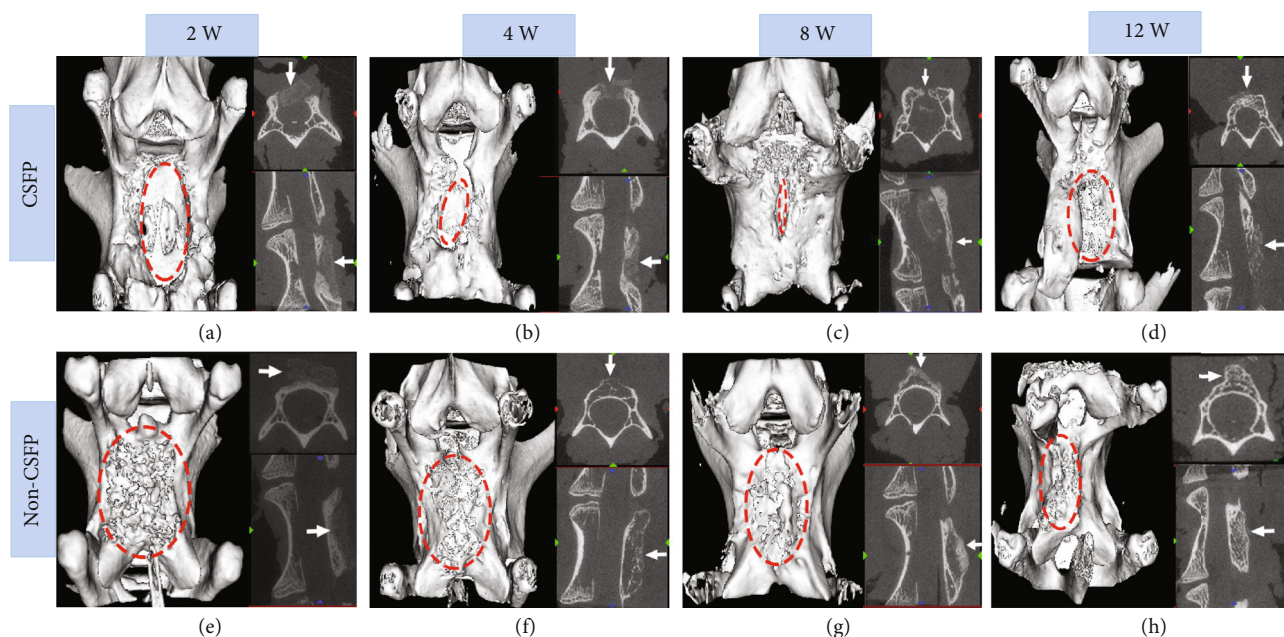 2 W
4 W
8 W
12 W
CSFP
(a)
(b)
(c)
(d)
Non-CSFP
(e)
(f)
(g)
(h)